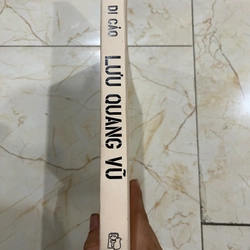 DI CẢO
LƯU QUANG VŨ